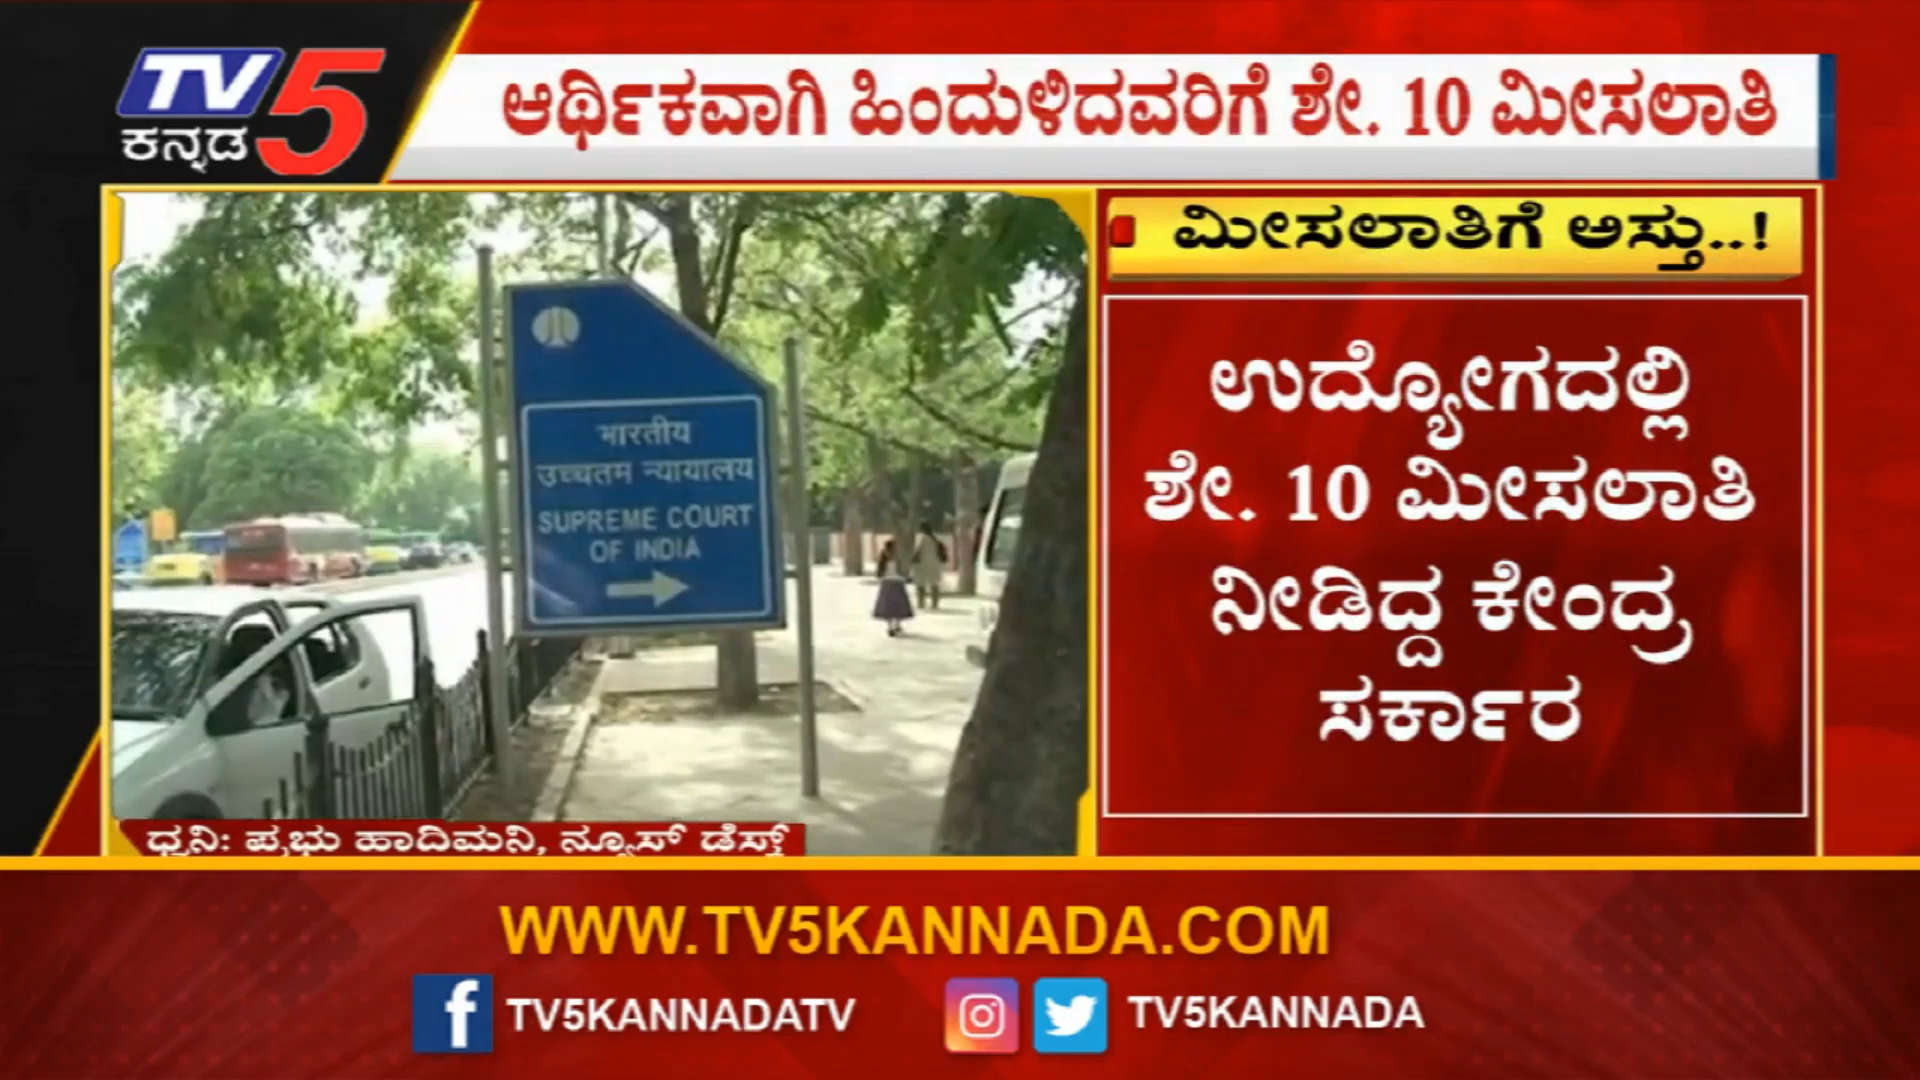 TV5
ಕನ್ನಡ
ಆರ್ಥಿಕವಾಗಿ ಹಿಂದುಳಿದವರಿಗೆ ಶೇ. 10 ಮೀಸಲಾತಿ
ಮೀಸಲಾತಿಗೆ ಅಸ್ತು..!
भारतीय
उच्चतम न्यायालय
SUPREME COURT
OF INDIA
ಉದ್ಯೋಗದಲ್ಲಿ
ಶೇ. 10 ಮೀಸಲಾತಿ
ನೀಡಿದ್ದ ಕೇಂದ್ರ
ಸರ್ಕಾರ
ಧ್ವನಿ: ಪ್ರಭು ಹಾದಿಮನಿ, ನ್ಯೂಸ್ ಡೆಸ್ಕ್
WWW.TV5KANNADA.COM
TV5KANNADATV
TV5KANNADA